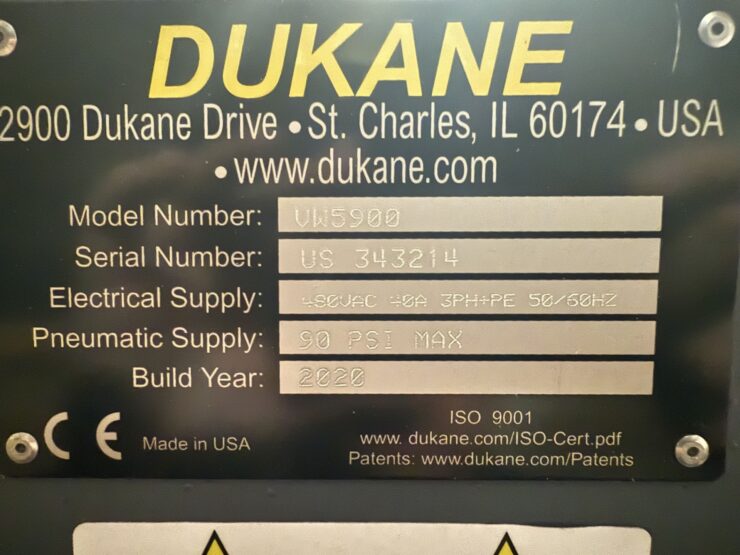 DUKANE
2900 Dukane Drive • St. Charles, IL 60174 • USA
• www.dukane.com
Model Number: VW5900
Serial Number: US 343214
Electrical Supply: 480VAC 40A 3PH+PE 50/60HZ
Pneumatic Supply: 90 PSI MAX
Build Year: 2020
CE Made in USA
ISO 9001
www. dukane.com/ISO-Cert.pdf
Patents: www.dukane.com/Patents